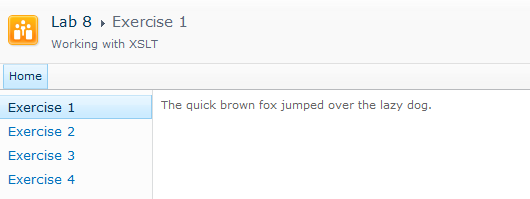 Lab 8 ▸ Exercise 1
Working with XSLT
Home
Exercise 1
The quick brown fox jumped over the lazy dog.
Exercise 2
Exercise 3
Exercise 4